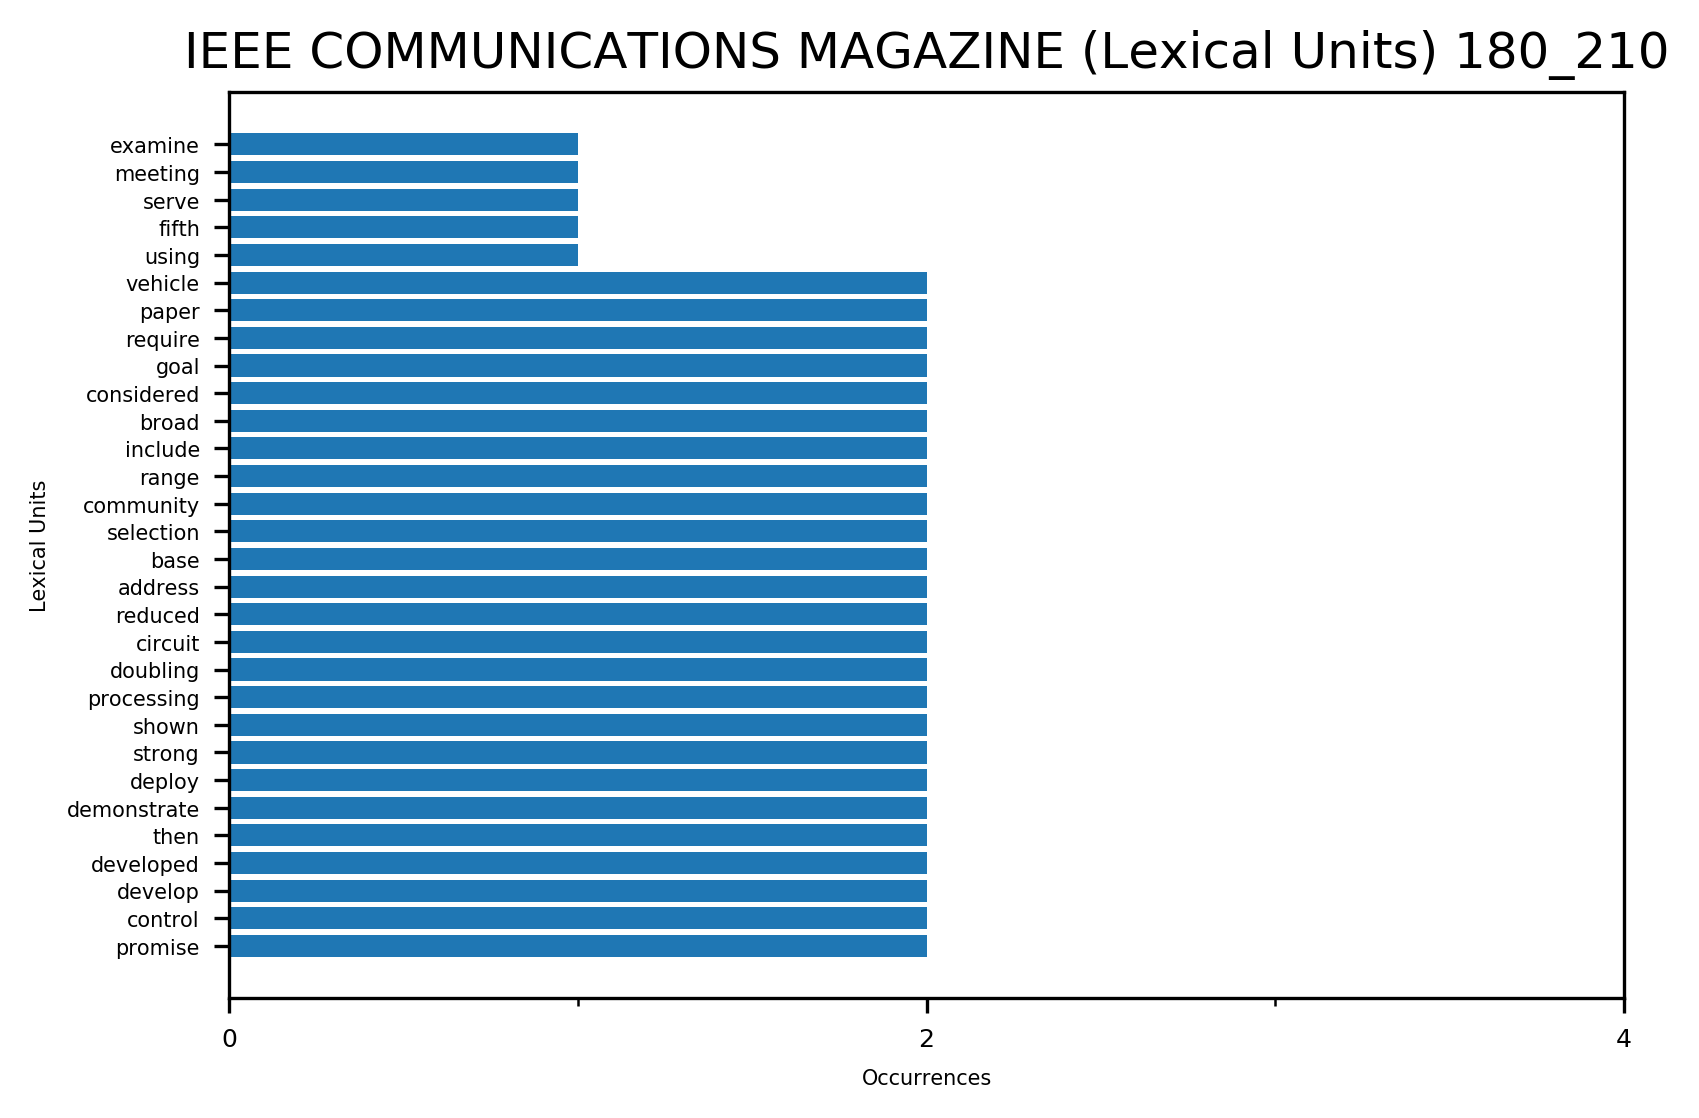 IEEE COMMUNICATIONS MAGAZINE (Lexical Units) 180_210
examine
meeting
serve
fifth
using
vehicle
paper
require
goal
considered
broad
include
range
community
selection
base
address
reduced
circuit
doubling
processing
shown
strong
deploy
demonstrate
then
developed
develop
control
promise
Lexical Units
0 2 4
Occurrences